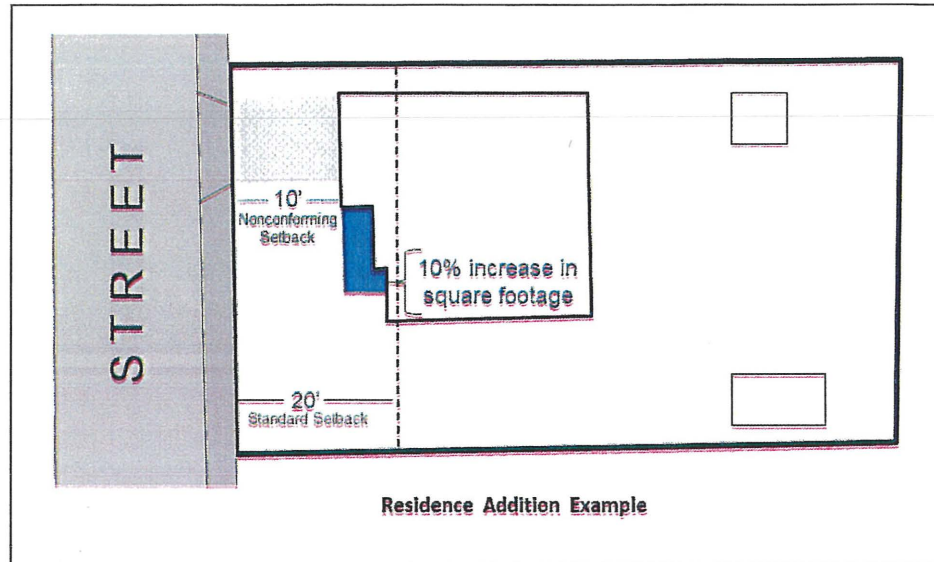 STREET
10'
Nonconforming
Setback
10% increase in
square footage
20'
Standard Setback
Residence Addition Example